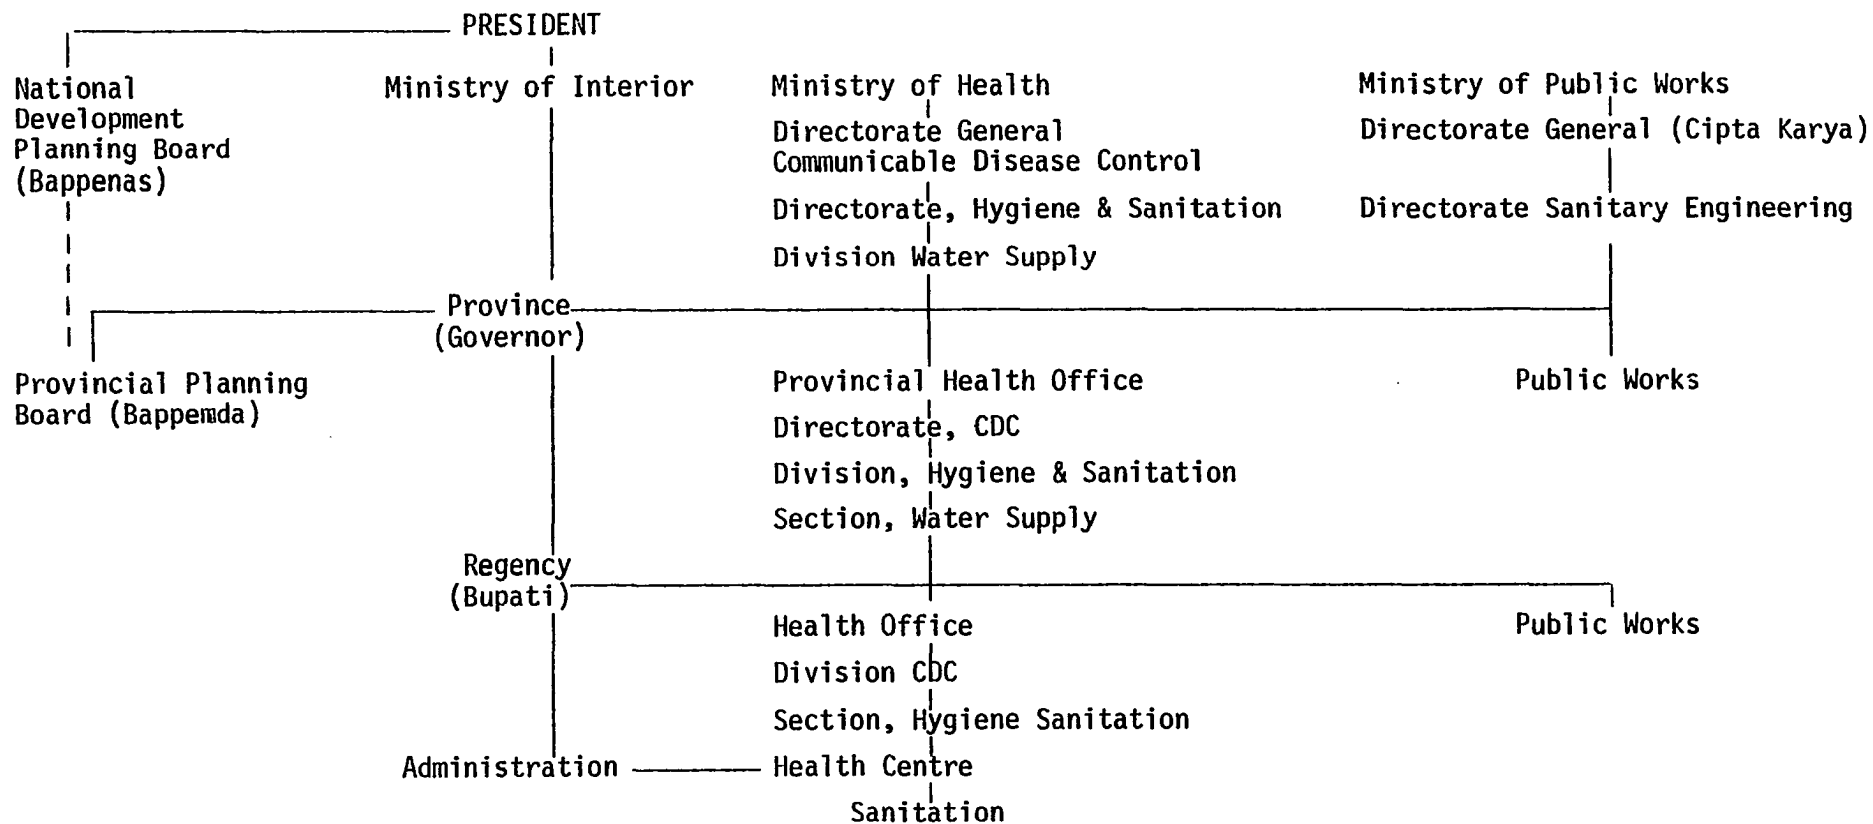 PRESIDENT
National
Development
Planning Board
(Bappenas)
Ministry of Interior
Ministry of Health
Ministry of Public Works
Directorate General
Communicable Disease Control
Directorate General (Cipta Karya)
Directorate, Hygiene & Sanitation
Directorate Sanitary Engineering
Division Water Supply
Province
(Governor)
Provincial Planning
Board (Bappemda)
Provincial Health Office
Public Works
Directorate, CDC
Division, Hygiene & Sanitation
Section, Water Supply
Regency
(Bupati)
Health Office
Public Works
Division CDC
Section, Hygiene Sanitation
Administration
Health Centre
Sanitation